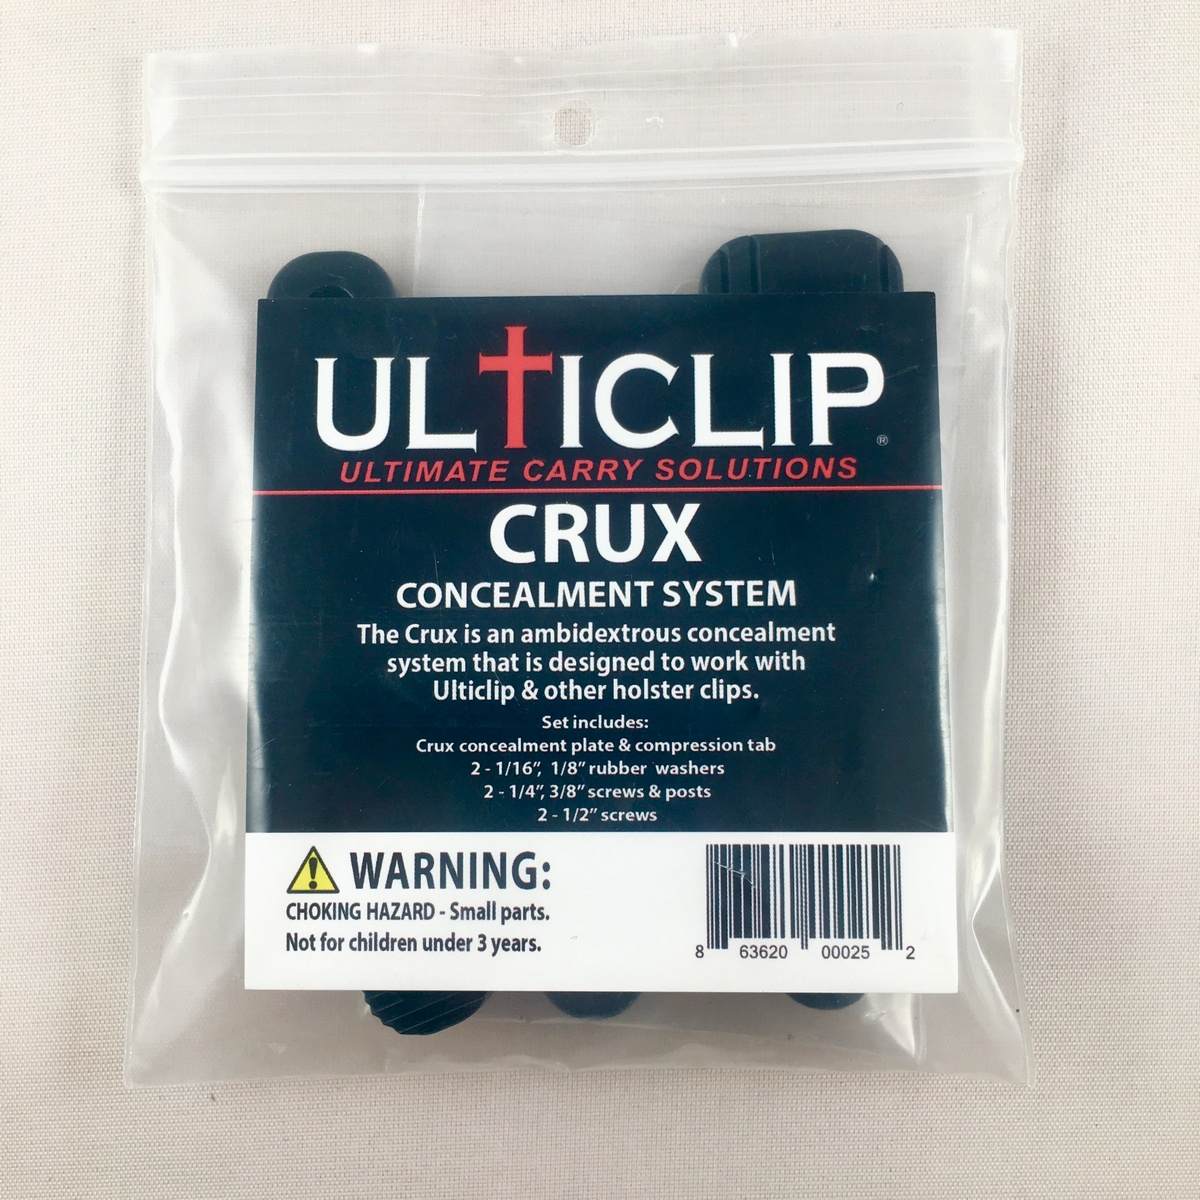 ULTICLIP®
ULTIMATE CARRY SOLUTIONS
CRUX
CONCEALMENT SYSTEM
The Crux is an ambidextrous concealment
system that is designed to work with
Ulticlip & other holster clips.
Set includes:
Crux concealment plate & compression tab
2 - 1/16”, 1/8” rubber washers
2 - 1/4”, 3/8” screws & posts
2 - 1/2” screws
WARNING:
CHOKING HAZARD - Small parts.
Not for children under 3 years.
8 63620 00025 2